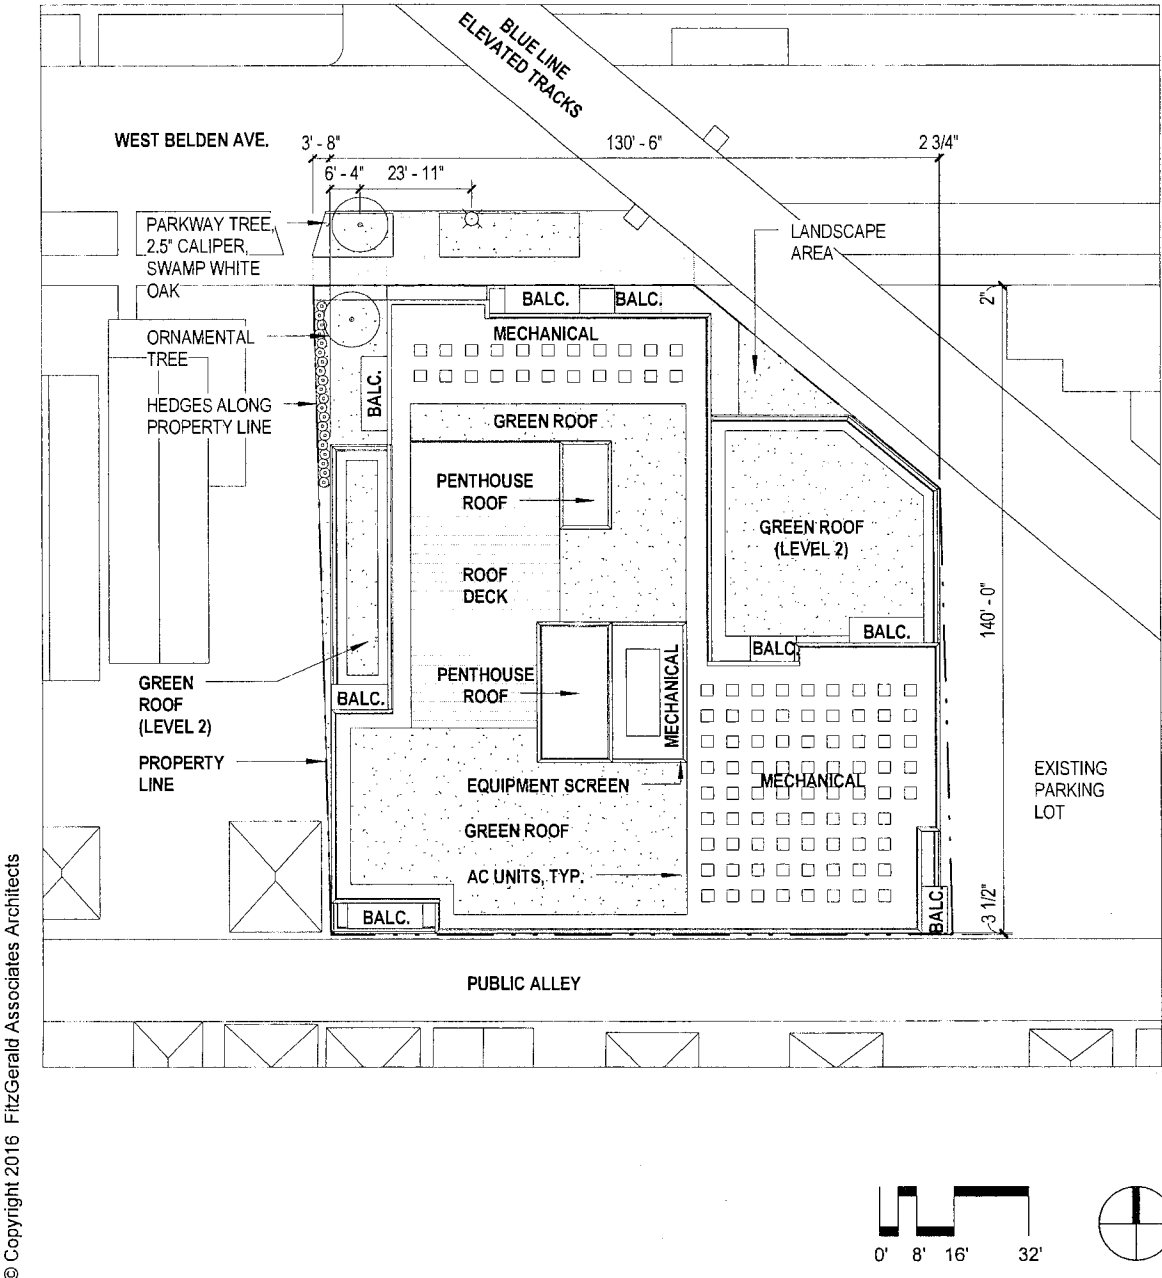 BLUE LINE
ELEVATED TRACKS
WEST BELDEN AVE.
3' - 8"
130' - 6"
2 3/4"
6' - 4"
23' - 11"
PARKWAY TREE,
2.5" CALIPER,
SWAMP WHITE
OAK
LANDSCAPE
AREA
2"
BALC.
BALC.
ORNAMENTAL
TREE
MECHANICAL
BALC.
HEDGES ALONG
PROPERTY LINE
GREEN ROOF
PENTHOUSE
ROOF
GREEN ROOF
(LEVEL 2)
ROOF
DECK
140' - 0"
BALC.
BALC.
GREEN
ROOF
(LEVEL 2)
BALC.
PENTHOUSE
ROOF
MECHANICAL
PROPERTY
LINE
EQUIPMENT SCREEN
MECHANICAL
EXISTING
PARKING
LOT
GREEN ROOF
AC UNITS, TYP.
BALC.
BALC.
3 1/2"
PUBLIC ALLEY
© Copyright 2016 FitzGerald Associates Architects
0' 8' 16' 32'